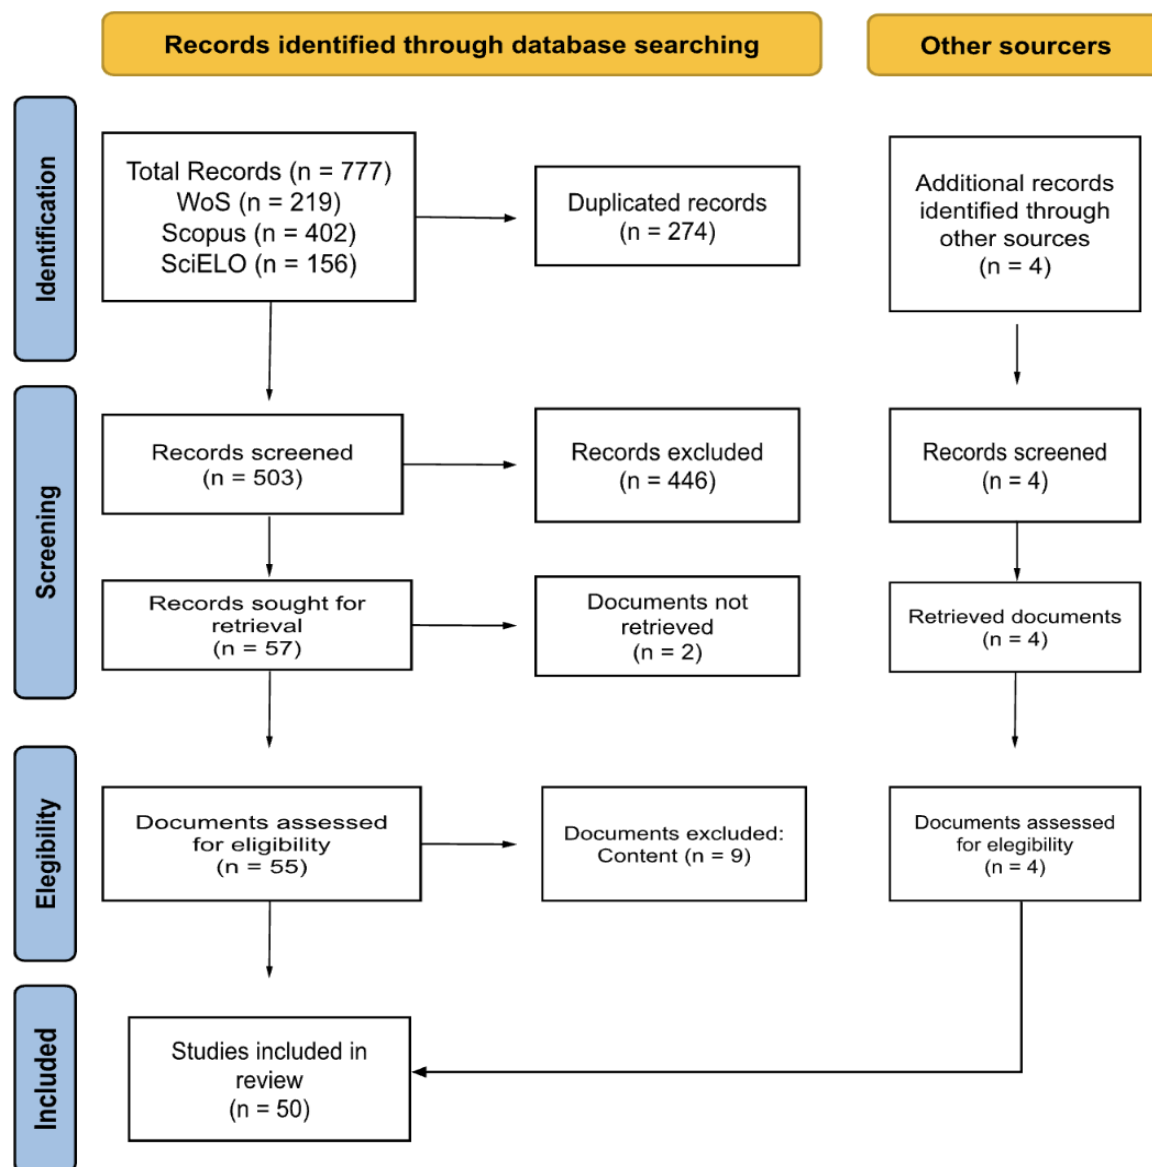 Records identified through database searching
Other sourcers
Identification
Total Records (n = 777)
WoS (n = 219)
Scopus (n = 402)
SciELO (n = 156)
Duplicated records
(n = 274)
Additional records
identified through
other sources
(n = 4)
Screening
Records screened
(n = 503)
Records excluded
(n = 446)
Records screened
(n = 4)
Records sought for
retrieval
(n = 57)
Documents not
retrieved
(n = 2)
Retrieved documents
(n = 4)
Elegibility
Documents assessed
for eligibility
(n = 55)
Documents excluded:
Content (n = 9)
Documents assessed
for elegibility
(n = 4)
Included
Studies included in
review
(n = 50)